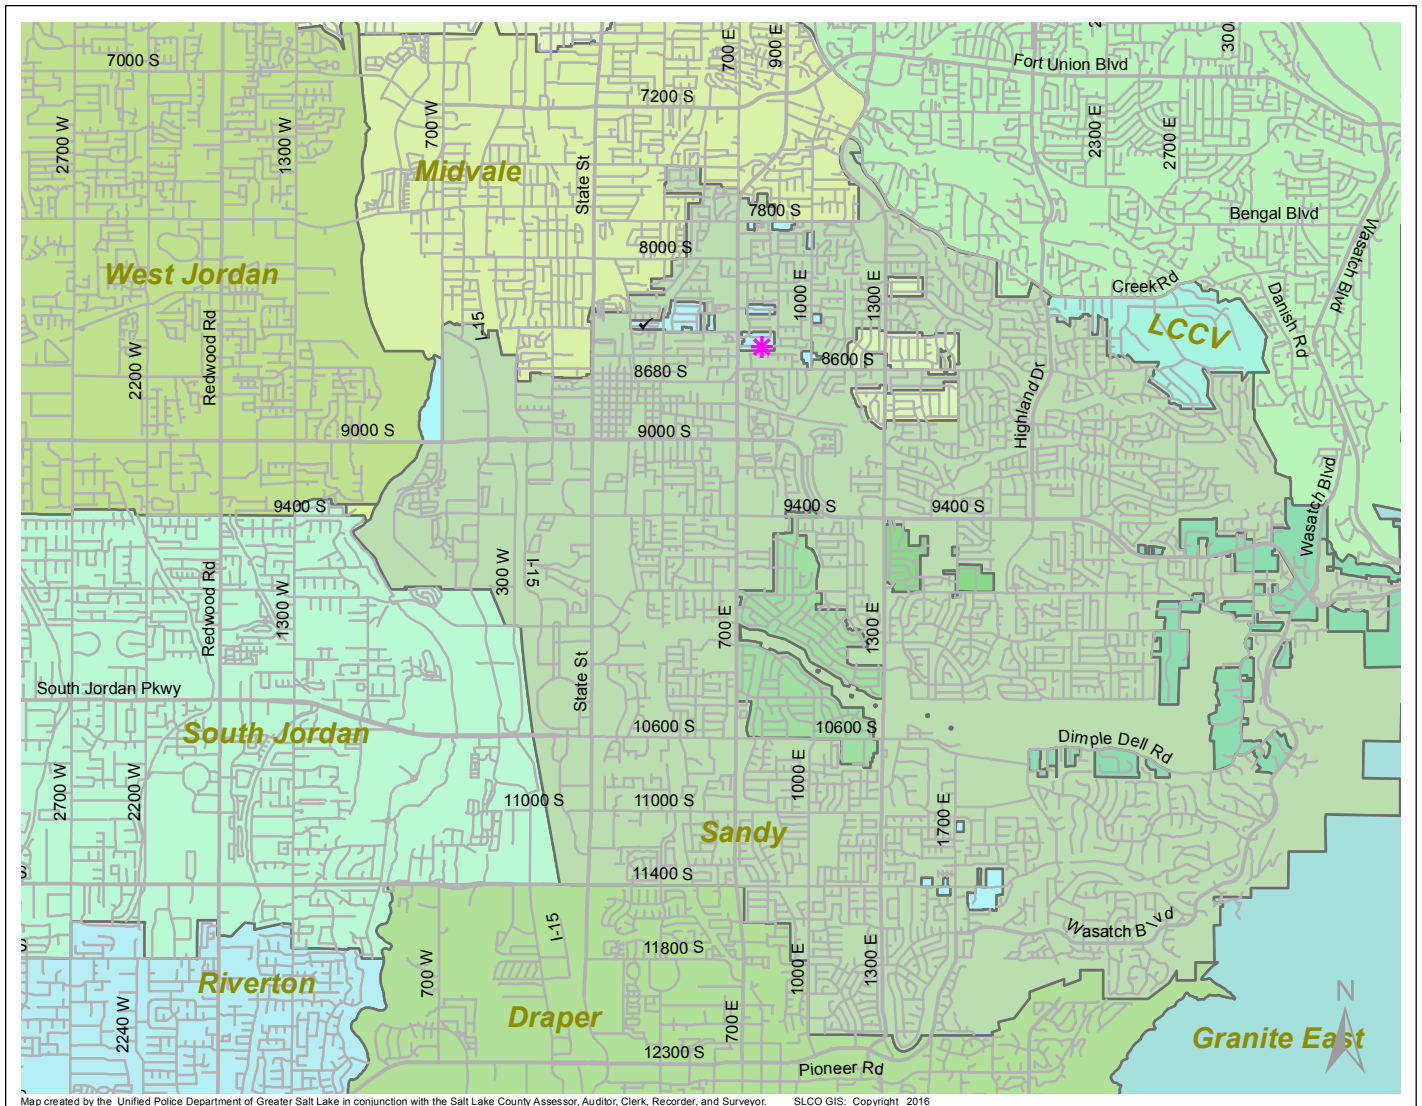 700 E
900 E
2
300
7000 S
Fort Union Blvd
7200 S
2700 W
1300 W
700 W
2300 E
2700 E
Midvale
State St
7800 S
Bengal Blvd
8000 S
Wasatch Blvd
West Jordan
1000 E
1300 E
Creek Rd
Danish Rd
I-15
LCCV
Redwood Rd
2200 W
8600 S
8680 S
Highland Dr
9000 S
9000 S
9400 S
9400 S
9400 S
Wasatch Blvd
300 W
I-15
Redwood Rd
1300 W
700 E
1300 E
State St
South Jordan Pkwy
South Jordan
10600 S
10600 S
Dimple Dell Rd
2700 W
2200 W
1000 E
11000 S
11000 S
1700 E
Sandy
11400 S
S
Wasatch Blvd
I-15
S
11800 S
700 W
1000 E
1300 E
Riverton
2240 W
Draper
700 E
N
Granite East
12300 S
Pioneer Rd
S
Map created by the Unified Police Department of Greater Salt Lake in conjunction with the Salt Lake County Assessor, Auditor, Clerk, Recorder, and Surveyor. SLCO GIS: Copyright 2016